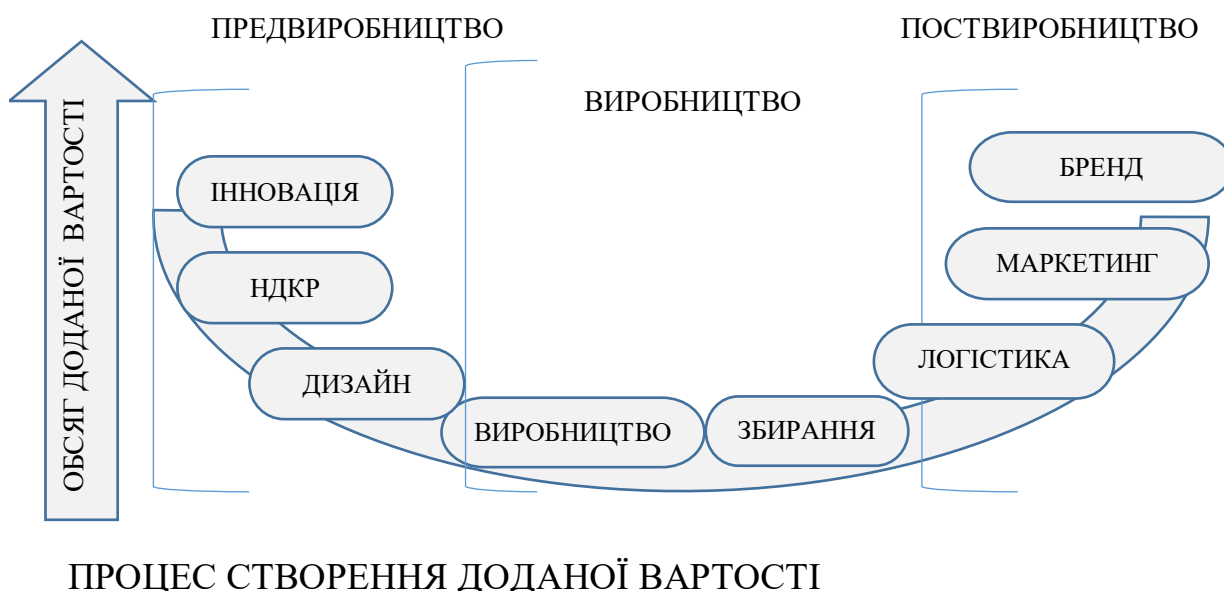 ПРЕДВИРОБНИЦТВО
ПОСТВИРОБНИЦТВО
ВИРОБНИЦТВО
ОБСЯГ ДОДАНОЇ ВАРТОСТІ
ІННОВАЦІЯ
НДКР
ДИЗАЙН
ВИРОБНИЦТВО
ЗБИРАННЯ
ЛОГІСТИКА
МАРКЕТИНГ
БРЕНД
ПРОЦЕС СТВОРЕННЯ ДОДАНОЇ ВАРТОСТІ